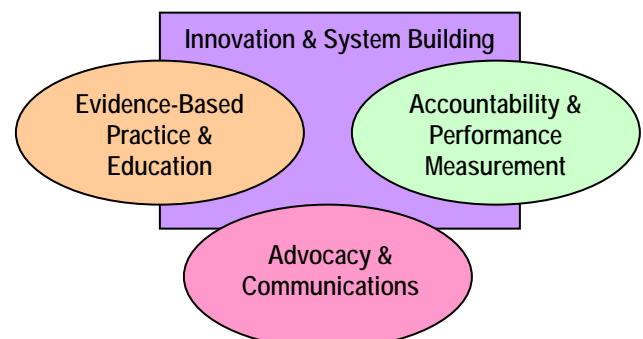 Innovation & System Building
Evidence-Based
Practice &
Education
Accountability &
Performance
Measurement
Advocacy &
Communications